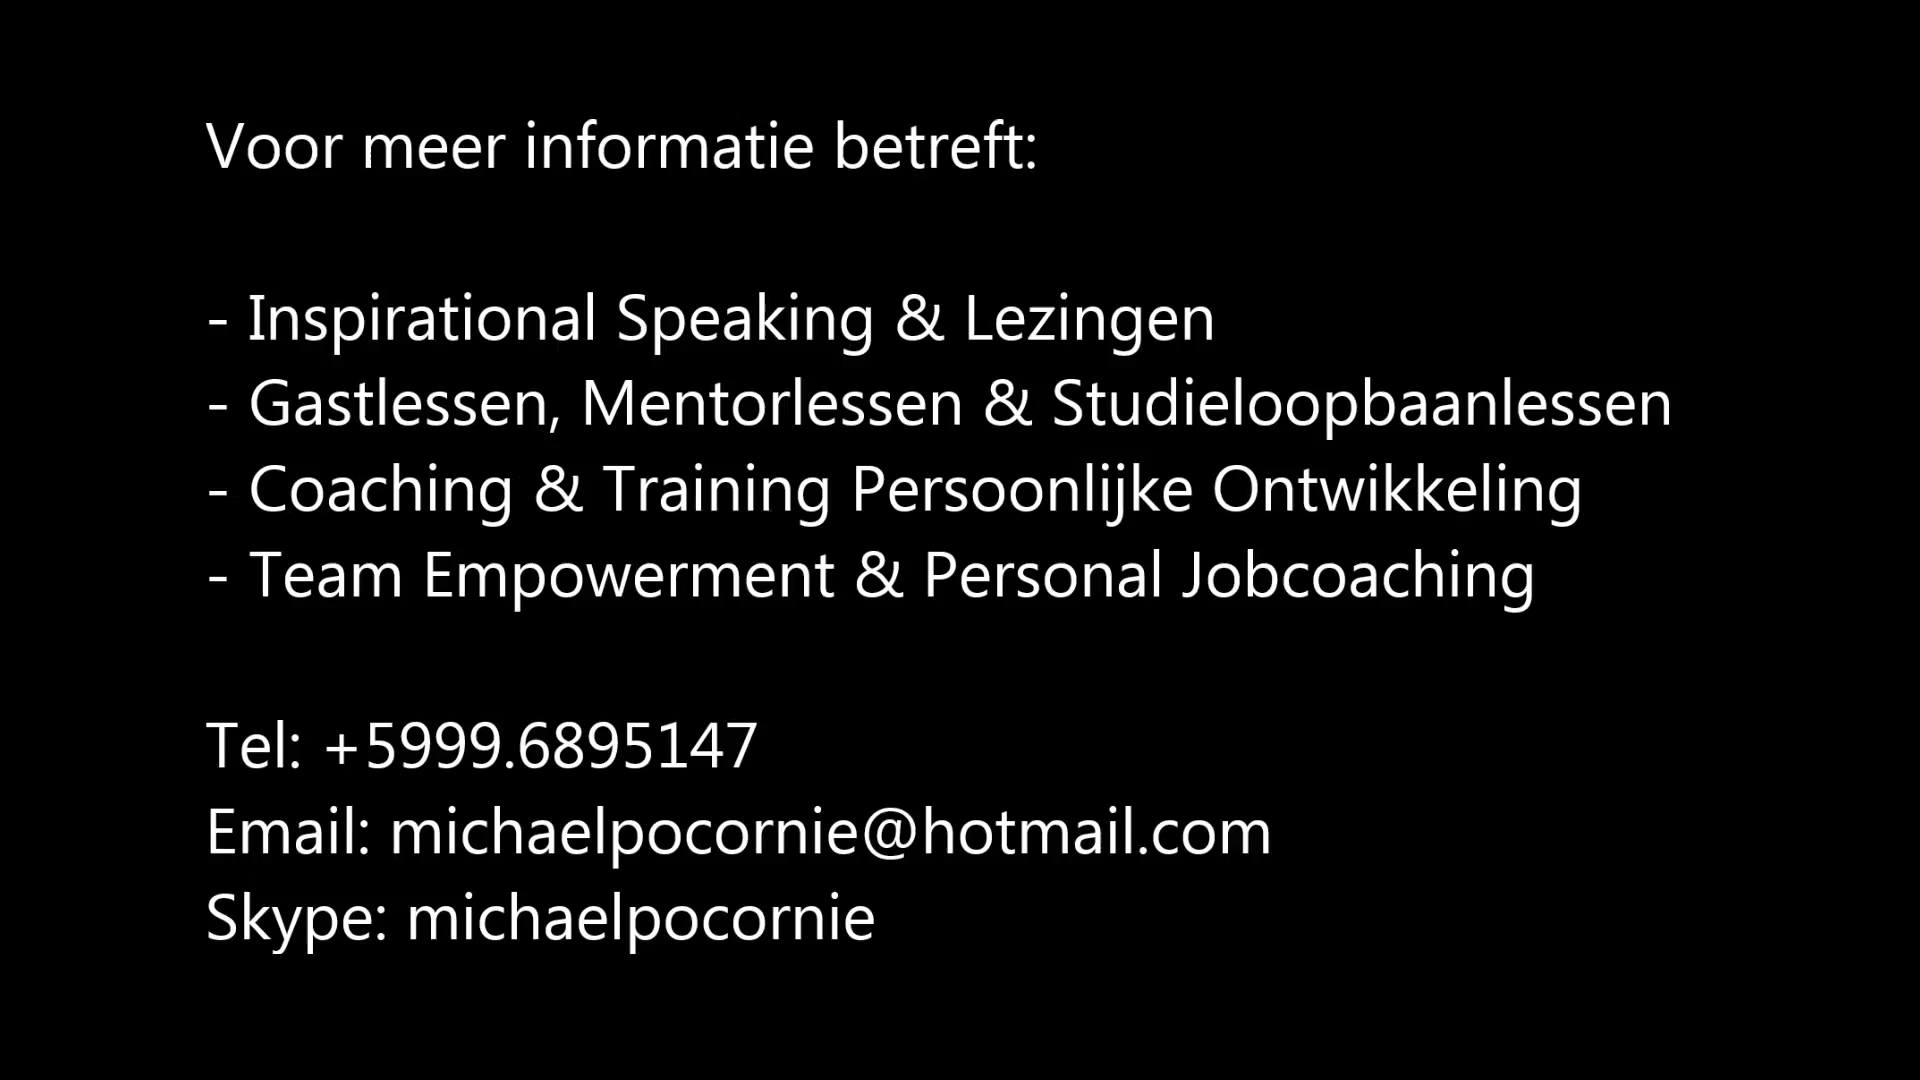 Voor meer informatie betreft:
- Inspirational Speaking & Lezingen
- Gastlessen, Mentorlessen & Studieloopbaanlessen
- Coaching & Training Persoonlijke Ontwikkeling
- Team Empowerment & Personal Jobcoaching
Tel: +5999.6895147
Email: michaelpocornie@hotmail.com
Skype: michaelpocornie